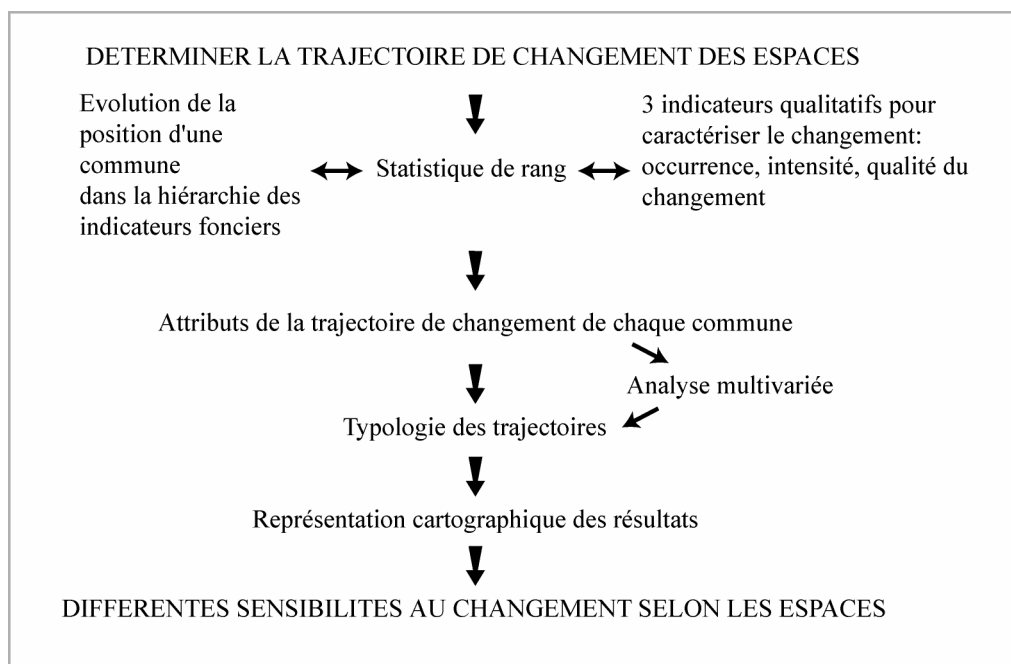 DETERMINER LA TRAJECTOIRE DE CHANGEMENT DES ESPACES
Evolution de la
position d'une
commune
dans la hiérarchie des
indicateurs fonciers
Statistique de rang
3 indicateurs qualitatifs pour
caractériser le changement:
occurrence, intensité, qualité du
changement
Attributs de la trajectoire de changement de chaque commune
Analyse multivariée
Typologie des trajectoires
Représentation cartographique des résultats
DIFFERENTES SENSIBILITES AU CHANGEMENT SELON LES ESPACES